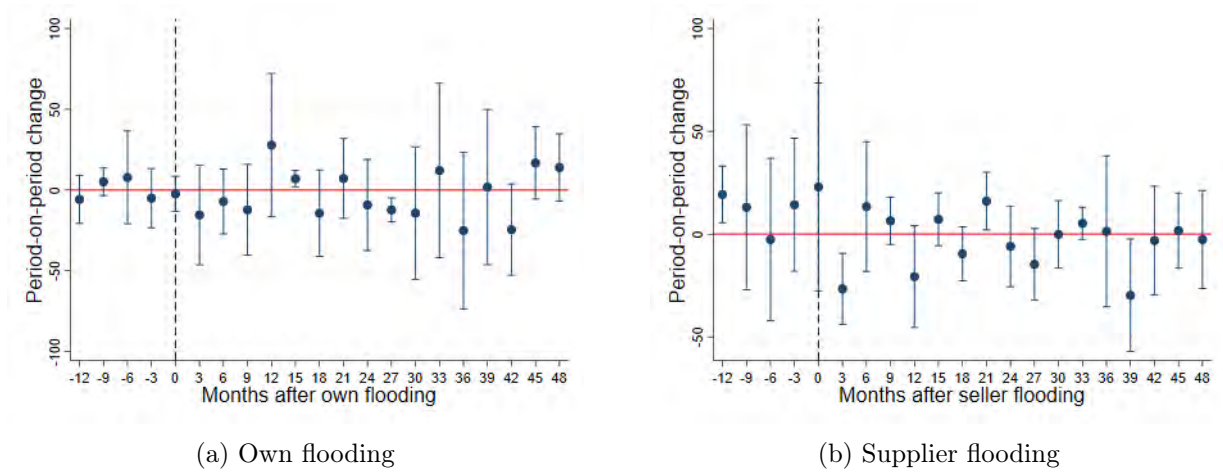 100
50
0
-50
-100
Period-on-period change
-12 -9 -6 -3 0 3 6 9 12 15 18 21 24 27 30 33 36 39 42 45 48
Months after own flooding
(a) Own flooding
100
50
0
-50
Period-on-period change
-12 -9 -6 -3 0 3 6 9 12 15 18 21 24 27 30 33 36 39 42 45 48
Months after seller flooding
(b) Supplier flooding